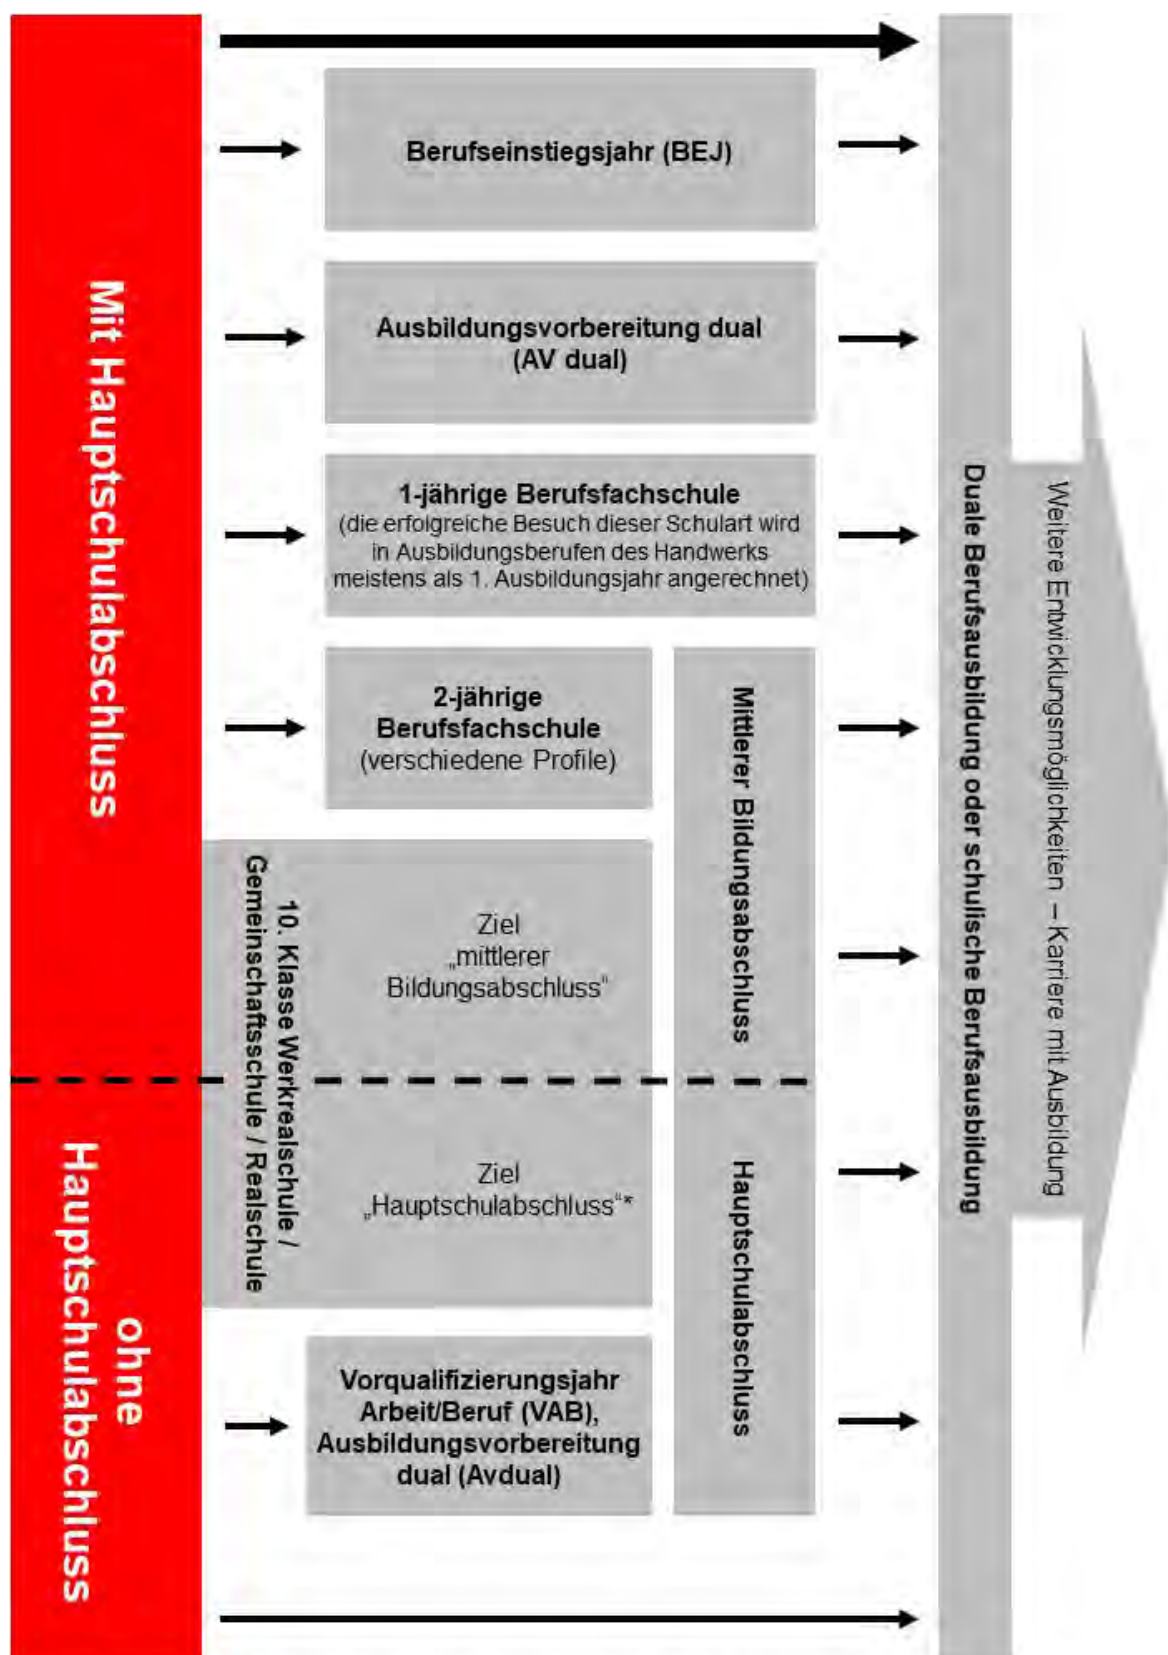 Mit Hauptschulabschluss
ohne
Hauptschulabschluss
Berufseinstiegsjahr (BEJ)
Ausbildungsvorbereitung dual
(AV dual)
1-jährige Berufsfachschule
(die erfolgreiche Besuch dieser Schulart wird
in Ausbildungsberufen des Handwerks
meistens als 1. Ausbildungsjahr angerechnet)
2-jährige
Berufsfachschule
(verschiedene Profile)
10. Klasse Werkrealschule /
Gemeinschaftsschule / Realschule
Ziel
„mittlerer
Bildungsabschluss“
Ziel
„Hauptschulabschluss“*
Vorqualifizierungsjahr
Arbeit/Beruf (VAB),
Ausbildungsvorbereitung
dual (Avdual)
Mittlerer Bildungsabschluss
Hauptschulabschluss
Duale Berufsausbildung oder schulische Berufsausbildung
Weitere Entwicklungsmöglichkeiten – Karriere mit Ausbildung